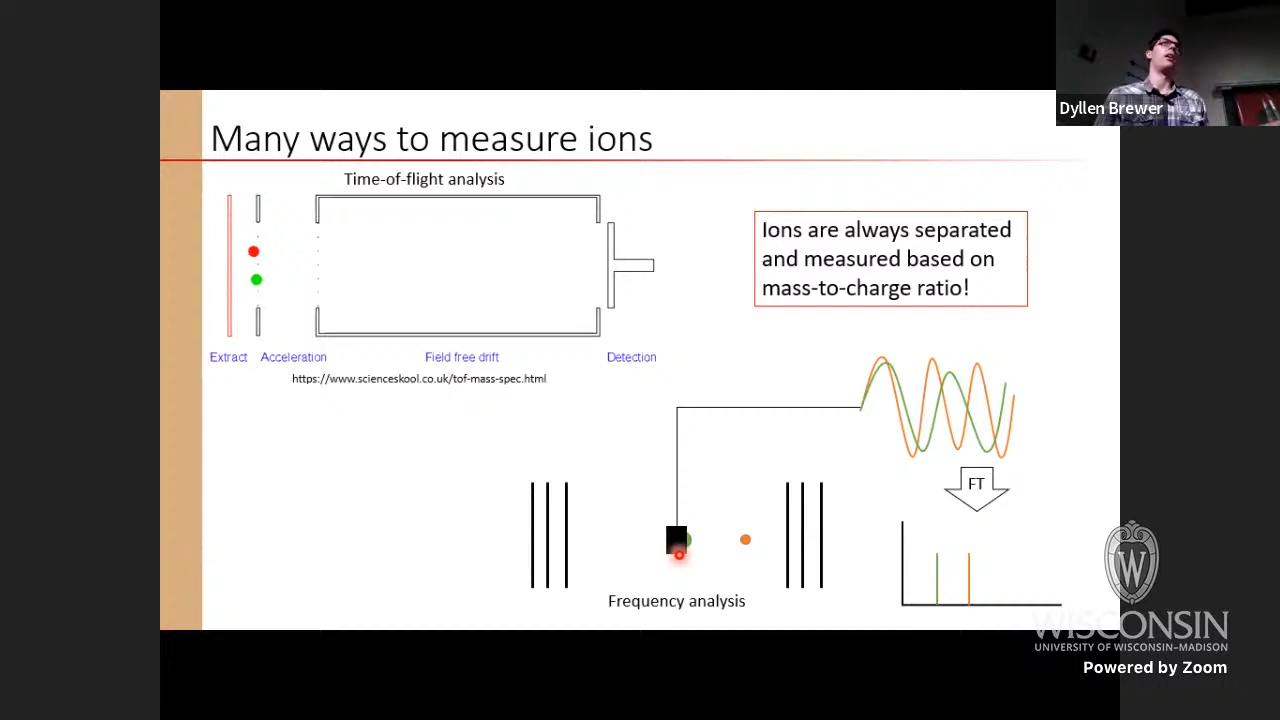 Dyllen Brewer
Many ways to measure ions
Time-of-flight analysis
Ions are always separated
and measured based on
mass-to-charge ratio!
Extract
Acceleration
Field free drift
Detection
https://www.scienceskool.co.uk/tof-mass-spec.html
FT
Frequency analysis
W
WISCONSIN
UNIVERSITY OF WISCONSIN–MADISON
Powered by Zoom